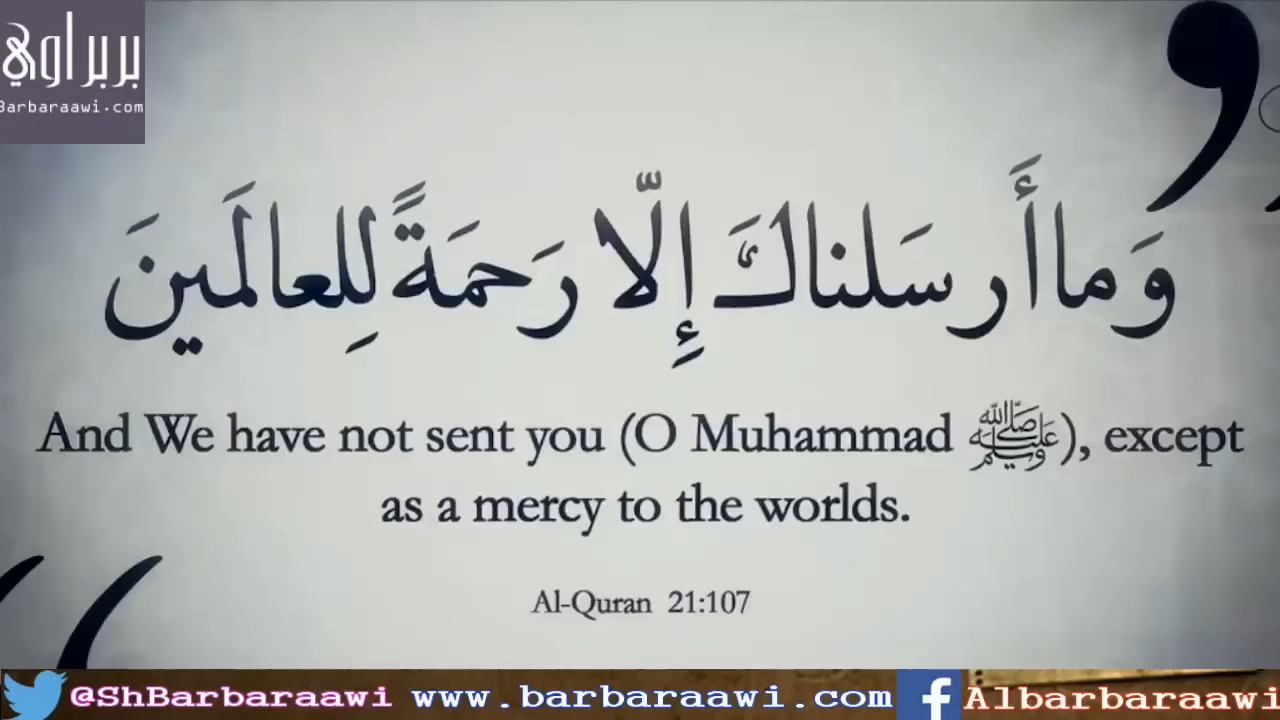 بربراوي
Barbaraawi.com
وَما أَرسَلناكَ إِلّا رَحمَةً لِلعالَمينَ
And We have not sent you (O Muhammad ﷺ), except
as a mercy to the worlds.
Al-Quran 21:107
@ShBarbaraawi www.barbaraawi.com Albarbaraawi